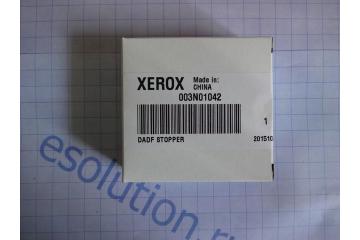 XEROX Made in:
CHINA
003N01042
1
DADF STOPPER 201510
esolution.ru